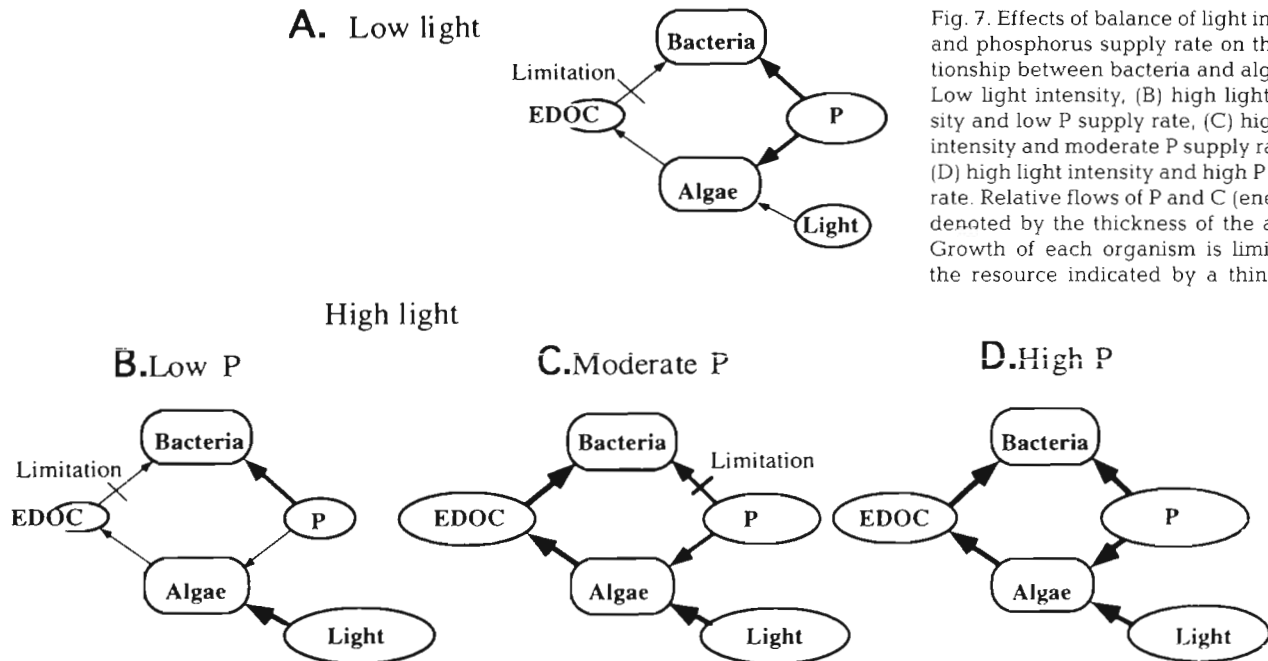 A. Low light
Bacteria
Limitation
EDOC
P
Algae
Light
Fig. 7. Effects of balance of light in
and phosphorus supply rate on th
tionship between bacteria and alg
Low light intensity, (B) high light
sity and low P supply rate, (C) hig
intensity and moderate P supply ra
(D) high light intensity and high P
rate. Relative flows of P and C (ene
denoted by the thickness of the a
Growth of each organism is limi
the resource indicated by a thin
High light
B. Low P
Bacteria
Limitation
EDOC
P
Algae
Light
C. Moderate P
Bacteria
Limitation
EDOC
P
Algae
Light
D. High P
Bacteria
EDOC
P
Algae
Light